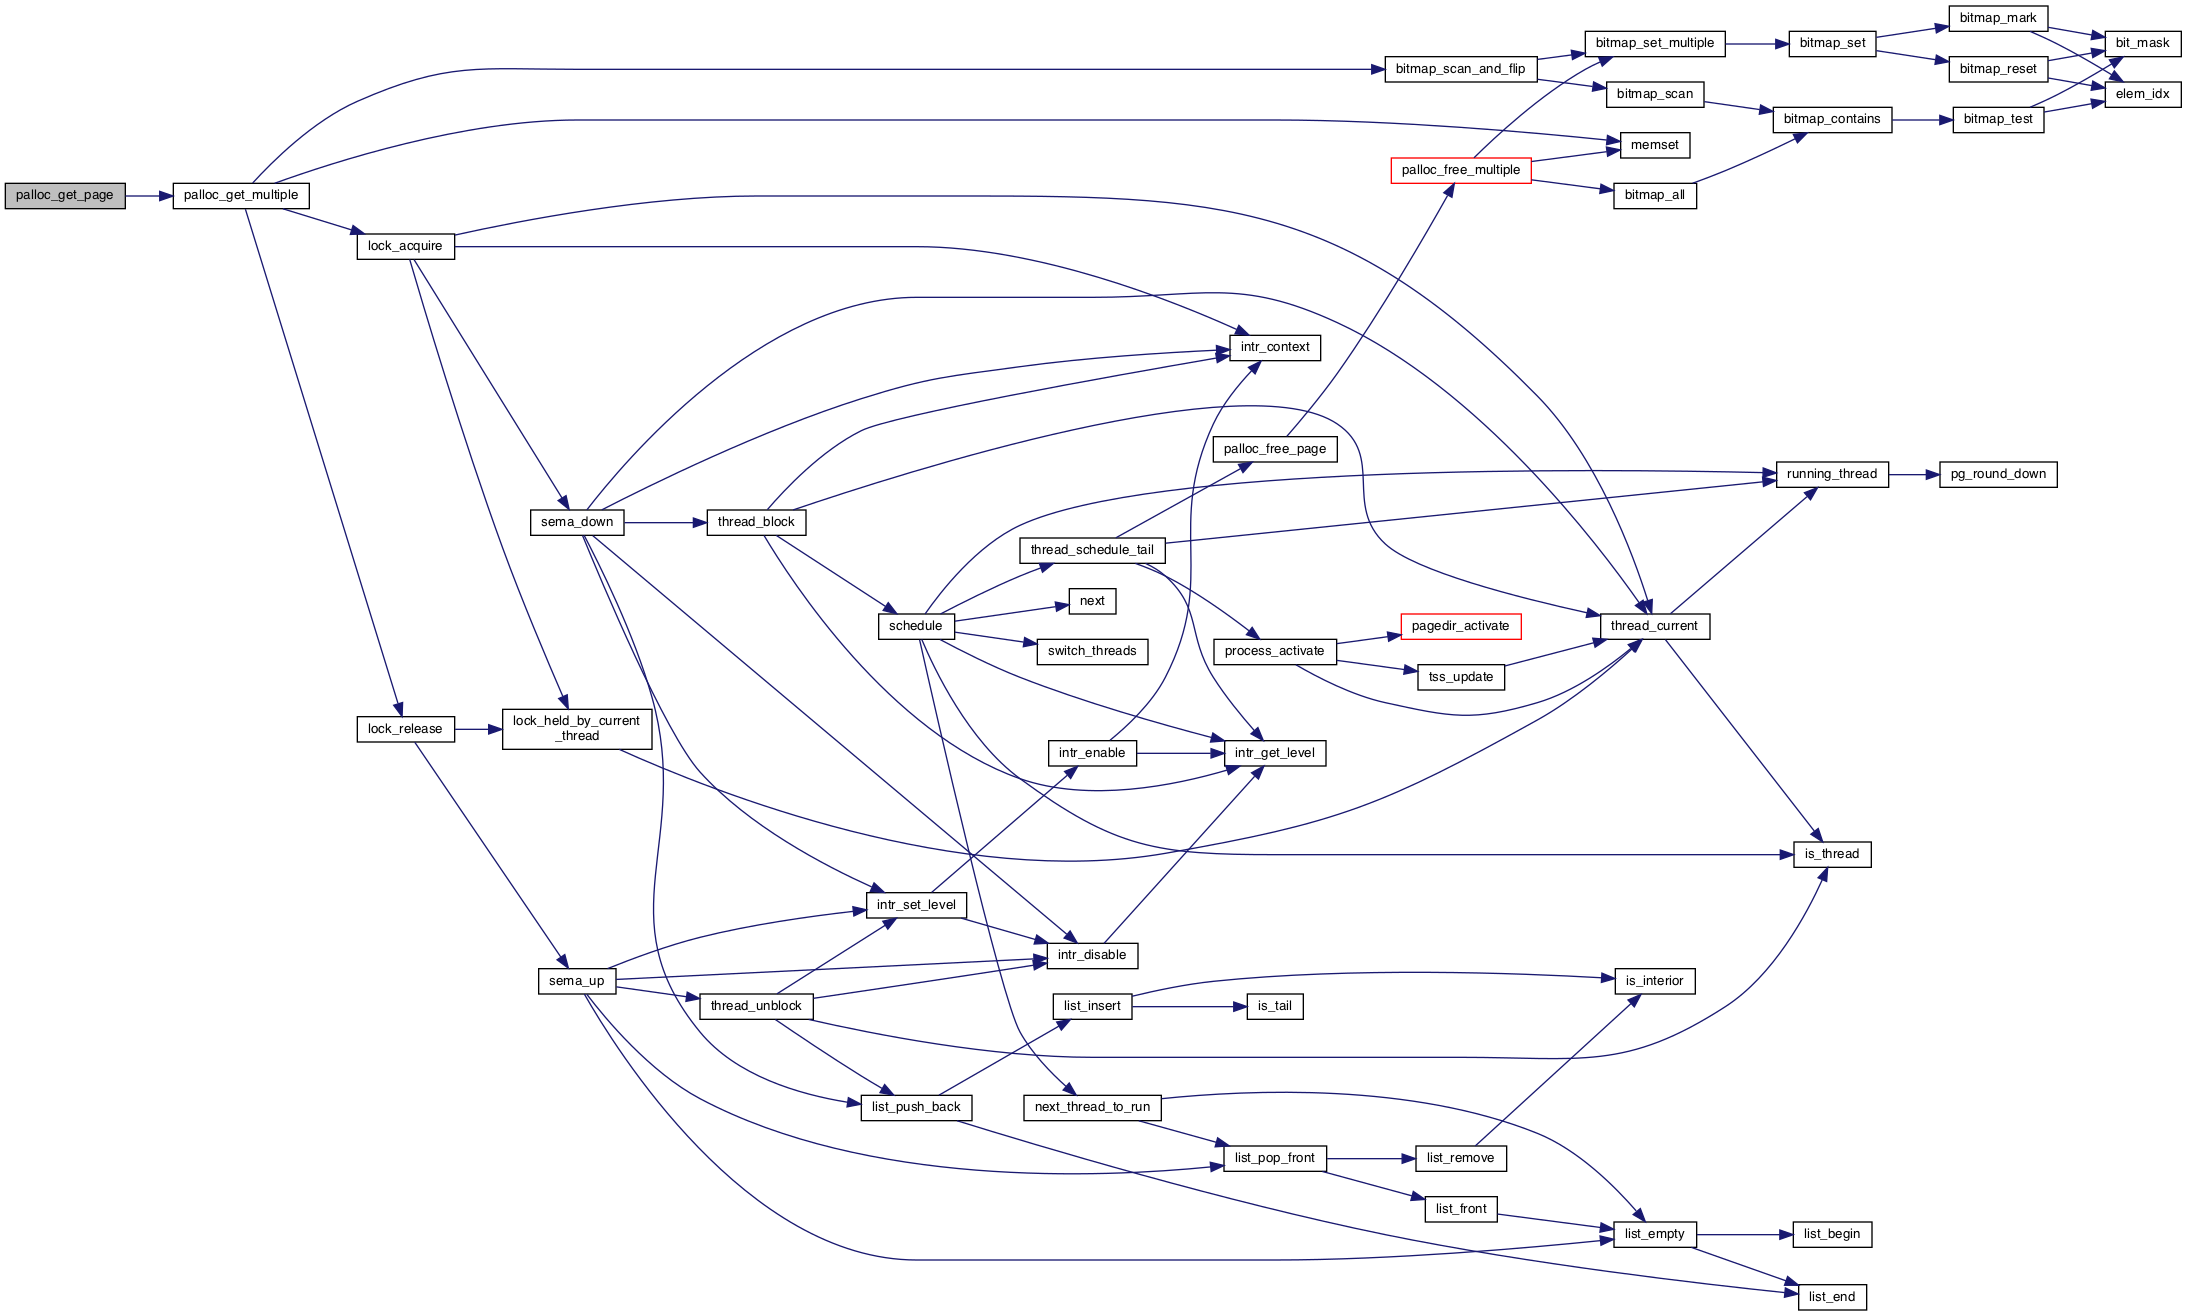 bitmap_mark
bitmap_set_multiple
bitmap_set
bit_mask
bitmap_scan_and_flip
bitmap_reset
bitmap_scan
elem_idx
bitmap_contains
bitmap_test
memset
palloc_free_multiple
palloc_get_page
palloc_get_multiple
bitmap_all
lock_acquire
intr_context
palloc_free_page
running_thread
pg_round_down
sema_down
thread_block
thread_schedule_tail
next
schedule
pagedir_activate
thread_current
switch_threads
process_activate
tss_update
lock_release
lock_held_by_current
_thread
intr_enable
intr_get_level
is_thread
intr_set_level
intr_disable
sema_up
is_interior
thread_unblock
list_insert
is_tail
list_push_back
next_thread_to_run
list_pop_front
list_remove
list_front
list_empty
list_begin
list_end